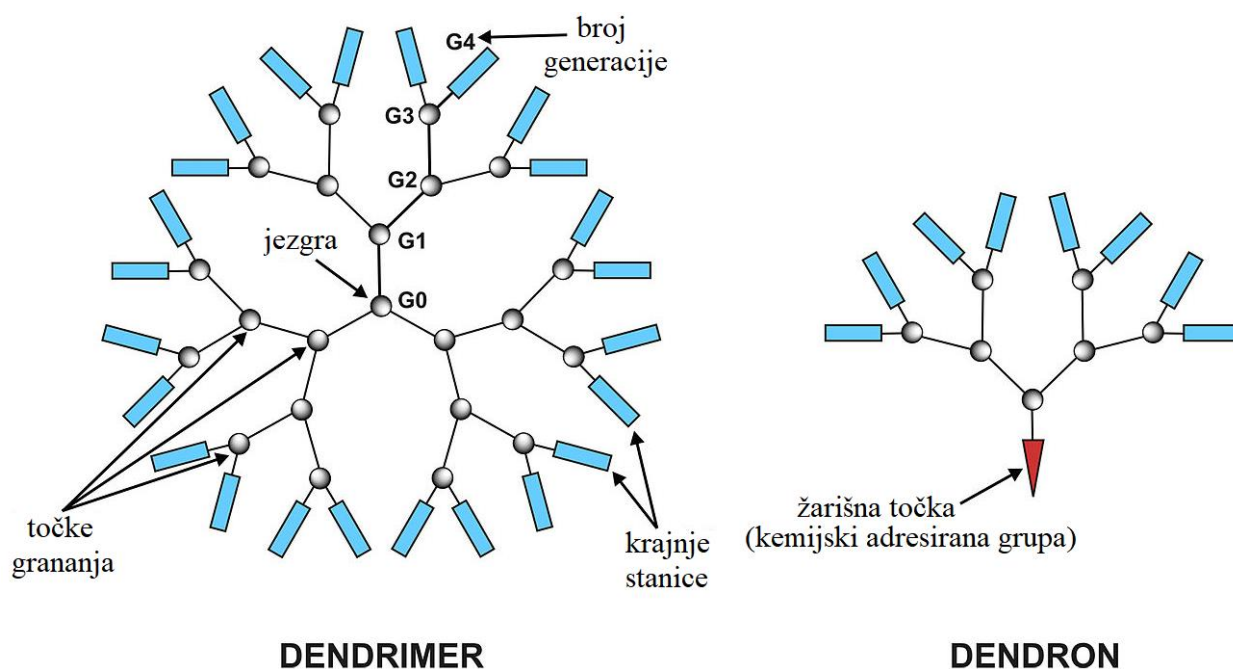 G4
broj
generacije
G3
G2
G1
jezgra
G0
točke
grananja
krajnje
stanice
žarišna točka
(kemijski adresirana grupa)
DENDRIMER
DENDRON